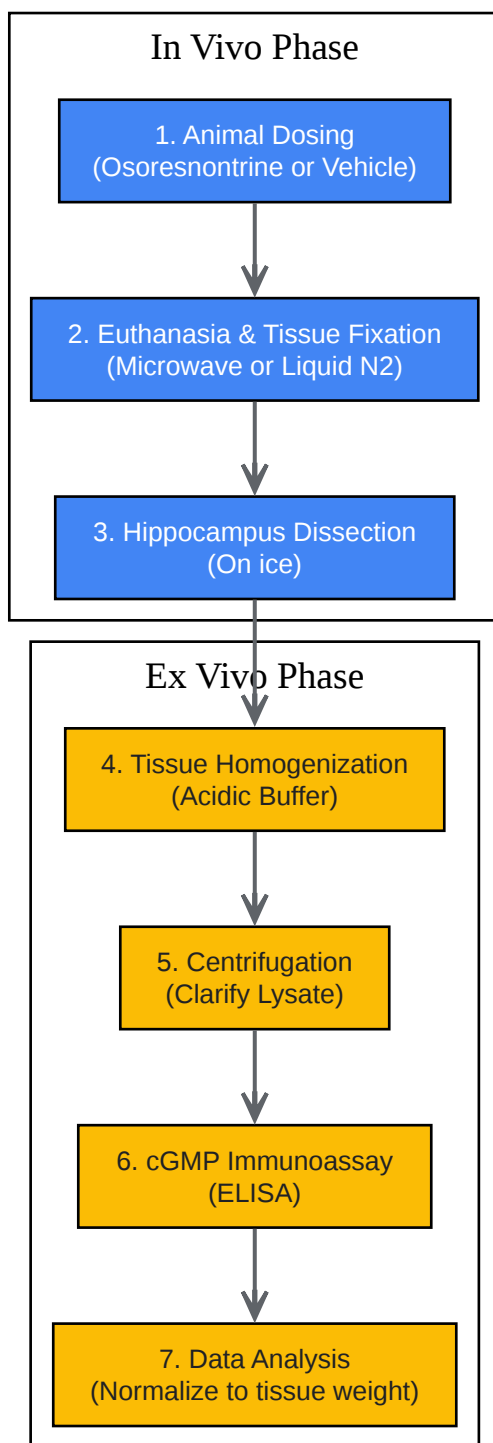 In Vivo Phase
1. Animal Dosing
(Osoresnontrine or Vehicle)
2. Euthanasia & Tissue Fixation
(Microwave or Liquid N2)
3. Hippocampus Dissection
(On ice)
Ex Vivo Phase
4. Tissue Homogenization
(Acidic Buffer)
5. Centrifugation
(Clarify Lysate)
6. cGMP Immunoassay
(ELISA)
7. Data Analysis
(Normalize to tissue weight)